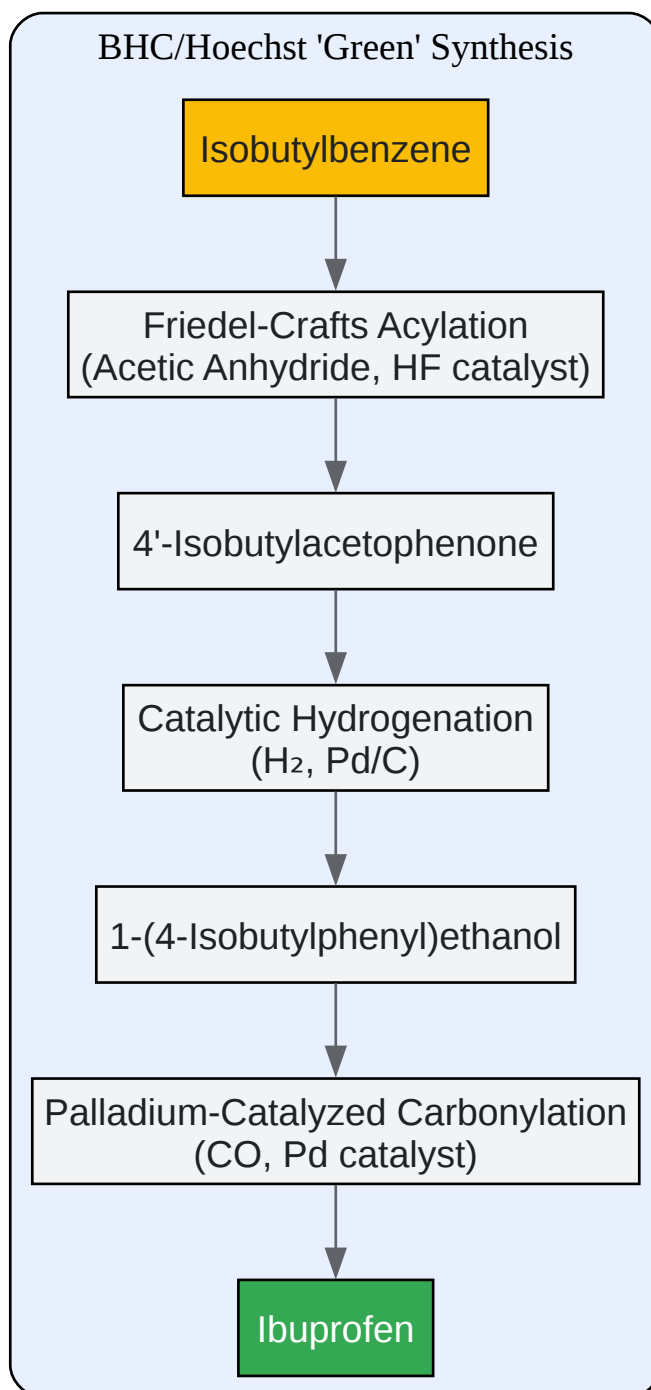 BHC/Hoechst 'Green' Synthesis
Isobutylbenzene
Friedel-Crafts Acylation
(Acetic Anhydride, HF catalyst)
4'-Isobutylacetophenone
Catalytic Hydrogenation
(H₂, Pd/C)
1-(4-Isobutylphenyl)ethanol
Palladium-Catalyzed Carbonylation
(CO, Pd catalyst)
Ibuprofen